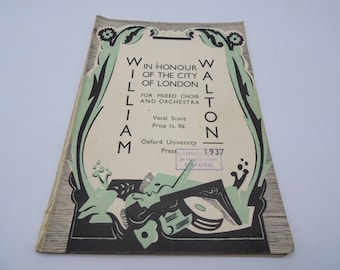 WILLIAM
WALTON
IN HONOUR
OF THE CITY
OF LONDON
FOR MIXED CHOIR
AND ORCHESTRA
Vocal Score
Price 1s. 9d.
Oxford University
Press
1937
OXFORD